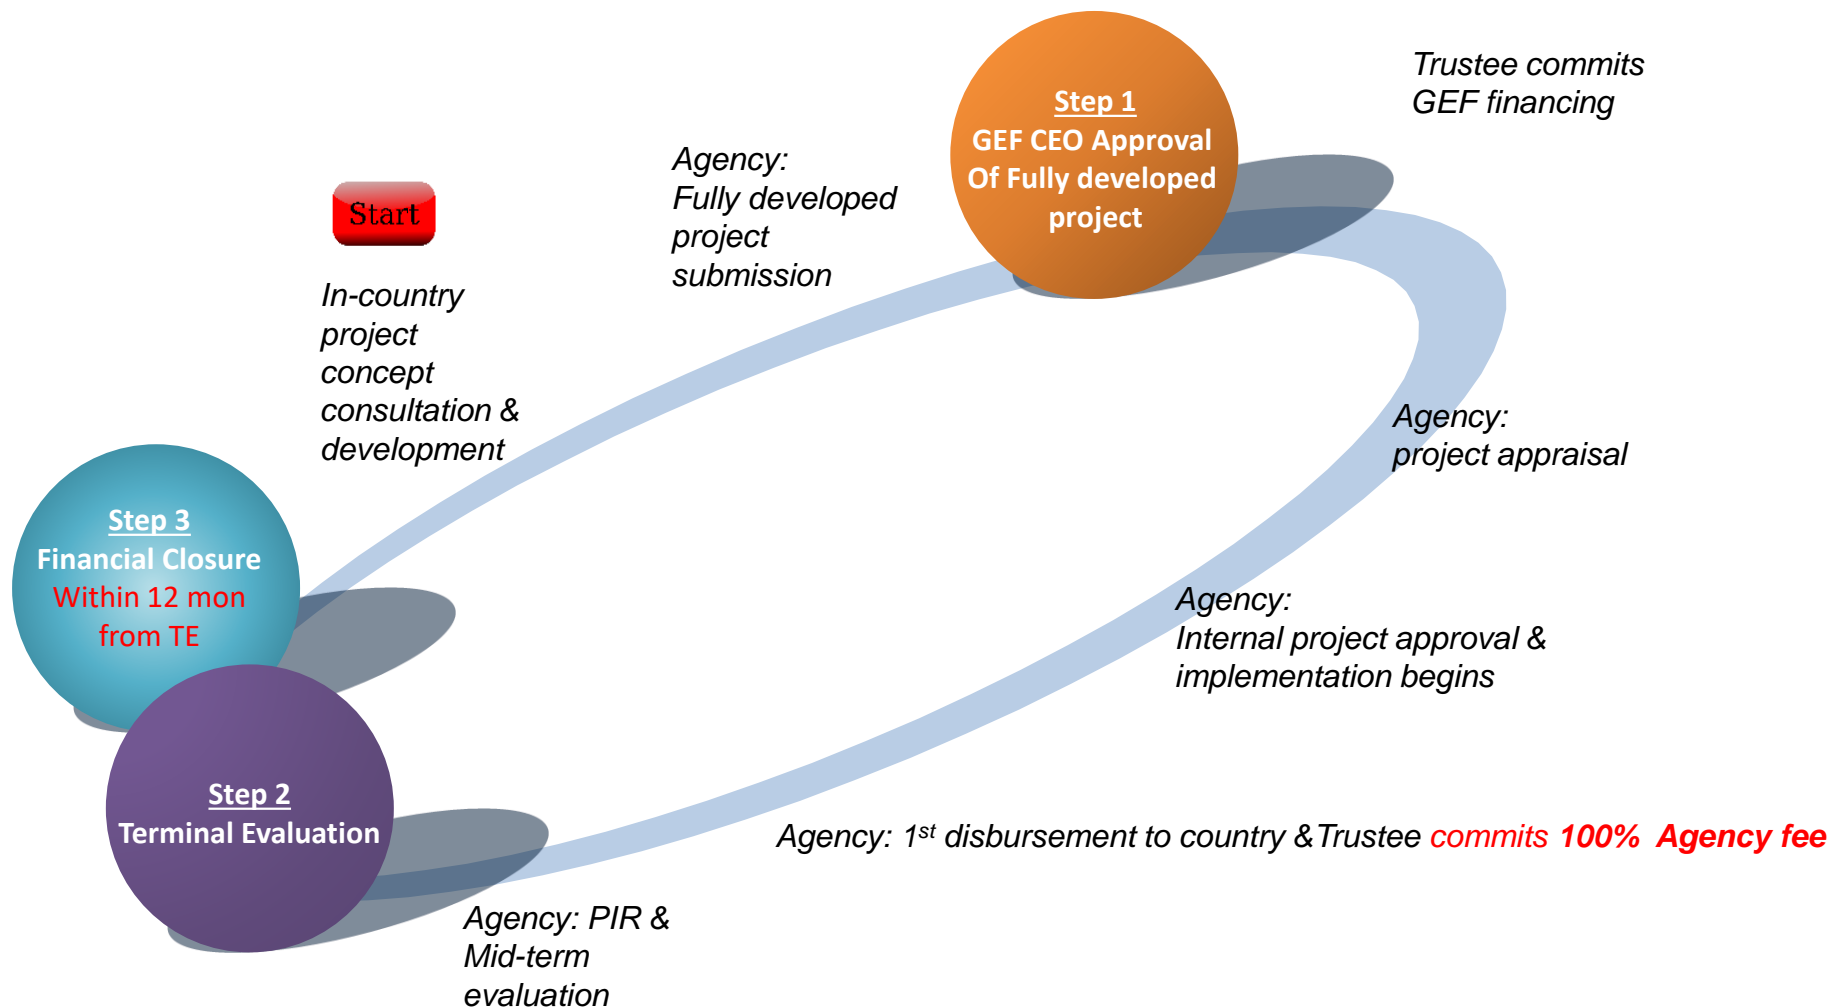 Start
In-country
project
concept
consultation &
development
Agency:
Fully developed
project
submission
Step 1
GEF CEO Approval
Of Fully developed
project
Trustee commits
GEF financing
Agency:
project appraisal
Agency:
Internal project approval &
implementation begins
Agency: 1st disbursement to country &Trustee commits 100% Agency fee
Agency: PIR &
Mid-term
evaluation
Step 2
Terminal Evaluation
Step 3
Financial Closure
Within 12 mon
from TE